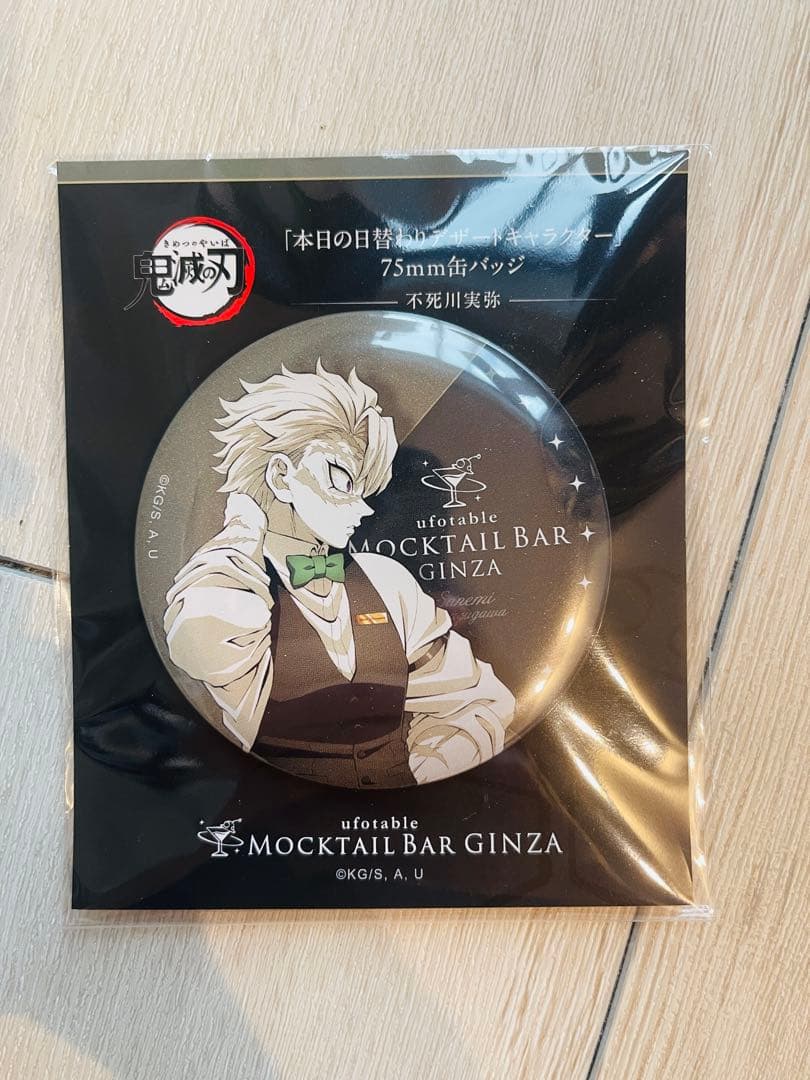 きめつのやいば
鬼滅の刃
「本日の日替わりデザートキャラクター」
75mm缶バッジ
不死川実弥
©KG/S, A, U
ufotable
MOCKTAIL BAR
GINZA
Sanemi
ufotable
MOCKTAIL BAR GINZA
©KG/S, A, U